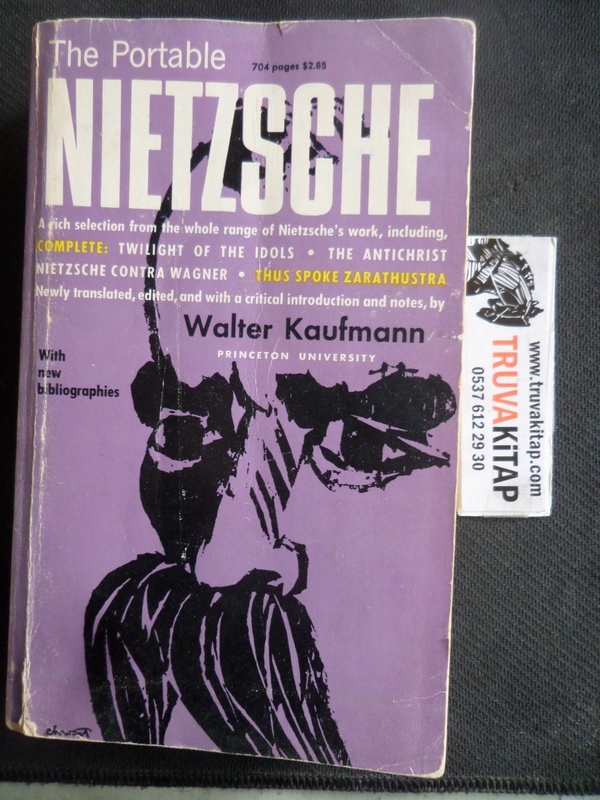 The Portable
704 pages $2.65
NIETZSCHE
A rich selection from the whole range of Nietzsche's work, including,
COMPLETE: TWILIGHT OF THE IDOLS • THE ANTICHRIST
NIETZSCHE CONTRA WAGNER • THUS SPOKE ZARATHUSTRA
Newly translated, edited, and with a critical introduction and notes, by
Walter Kaufmann
PRINCETON UNIVERSITY
With
new
bibliographies
www.truvakitap.com
TRUVAKiTAP
0537 612 29 30